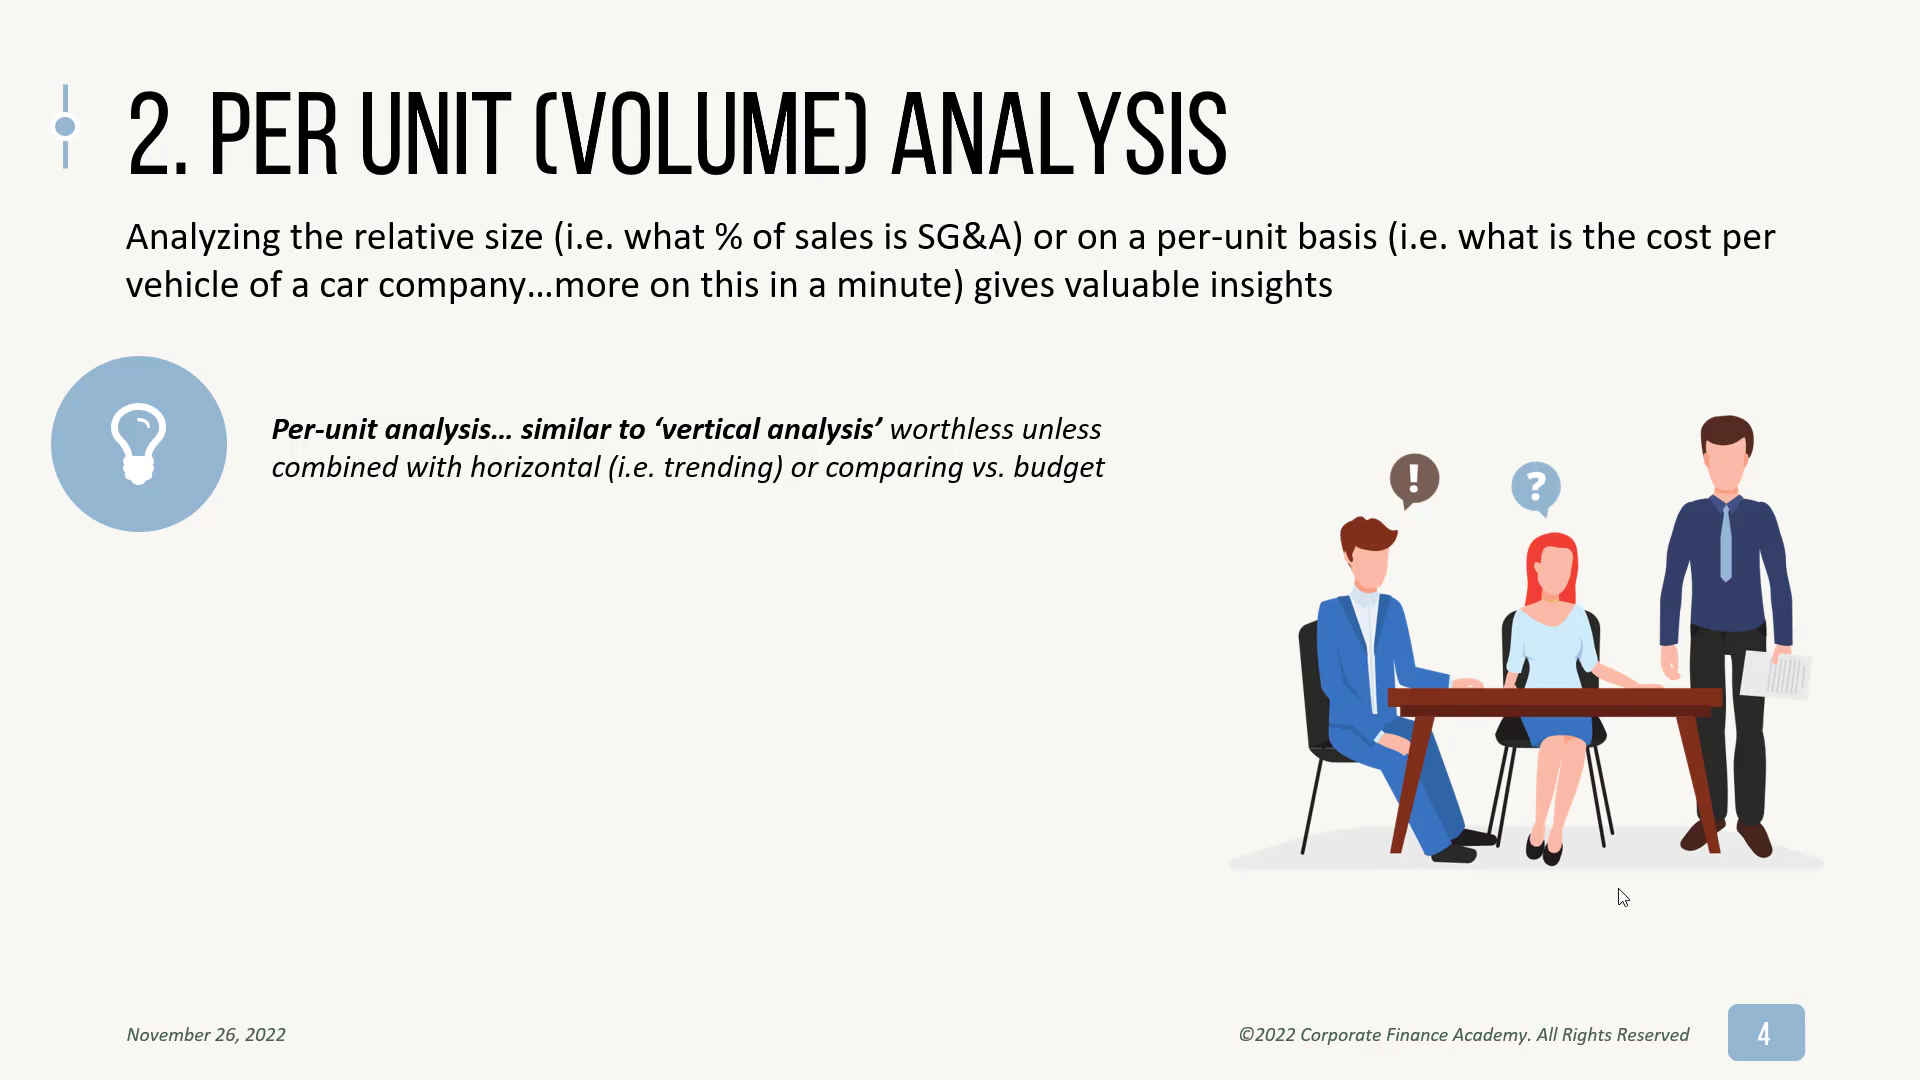 2. PER UNIT (VOLUME) ANALYSIS
Analyzing the relative size (i.e. what % of sales is SG&A) or on a per-unit basis (i.e. what is the cost per
vehicle of a car company…more on this in a minute) gives valuable insights
Per-unit analysis… similar to ‘vertical analysis’ worthless unless
combined with horizontal (i.e. trending) or comparing vs. budget
!
?
November 26, 2022
©2022 Corporate Finance Academy. All Rights Reserved
4